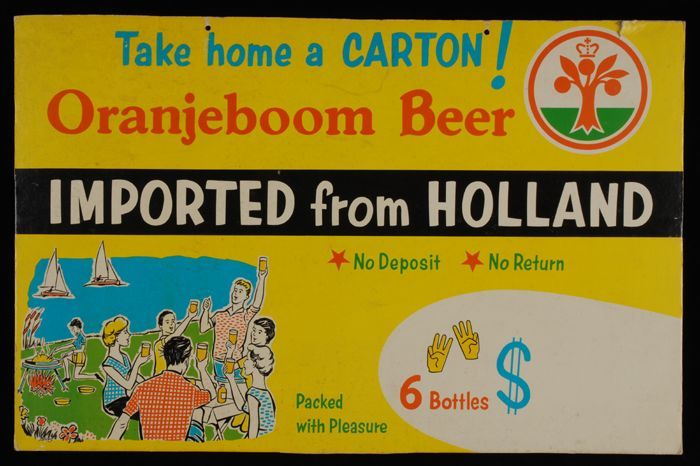 Take home a CARTON!
Oranjeboom Beer
IMPORTED from HOLLAND
No Deposit
No Return
Packed
with Pleasure
6 Bottles $